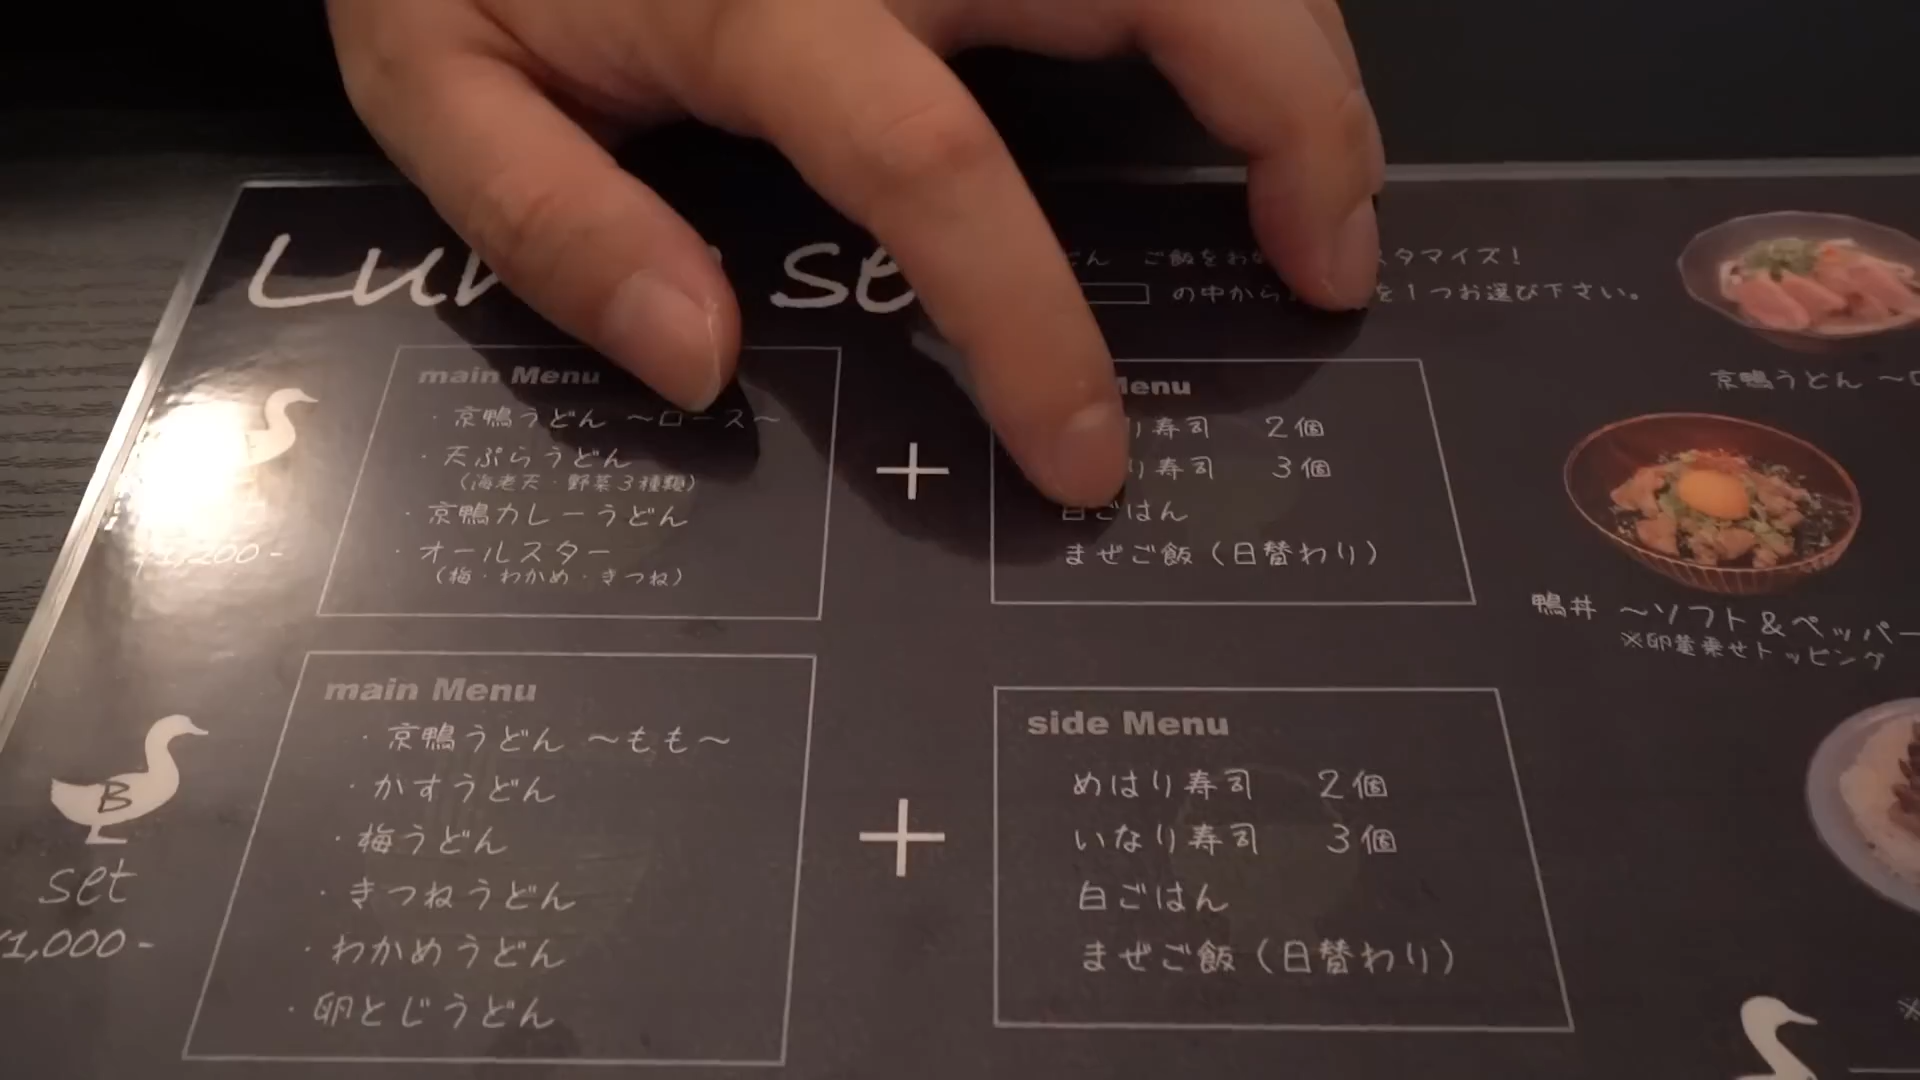 main Menu
・京鴨うどん ～ロース～
・天ぷらうどん
(海老天・野菜3種類)
・京鴨カレーうどん
・オールスター
(梅・わかめ・きつね)
1,200-
+
Menu
寿司 2個
寿司 3個
白ごはん
まぜご飯(日替わり)
スタマイズ!
の中から
を1つお選び下さい。
京鴨うどん
鴨丼 ～ソフト&ペッパー
※卵黄乗せトッピング
B
set
¥1,000-
main Menu
・京鴨うどん ～もも～
・かすうどん
・梅うどん
・きつねうどん
・わかめうどん
・卵とじうどん
+
side Menu
めはり寿司 2個
いなり寿司 3個
白ごはん
まぜご飯(日替わり)